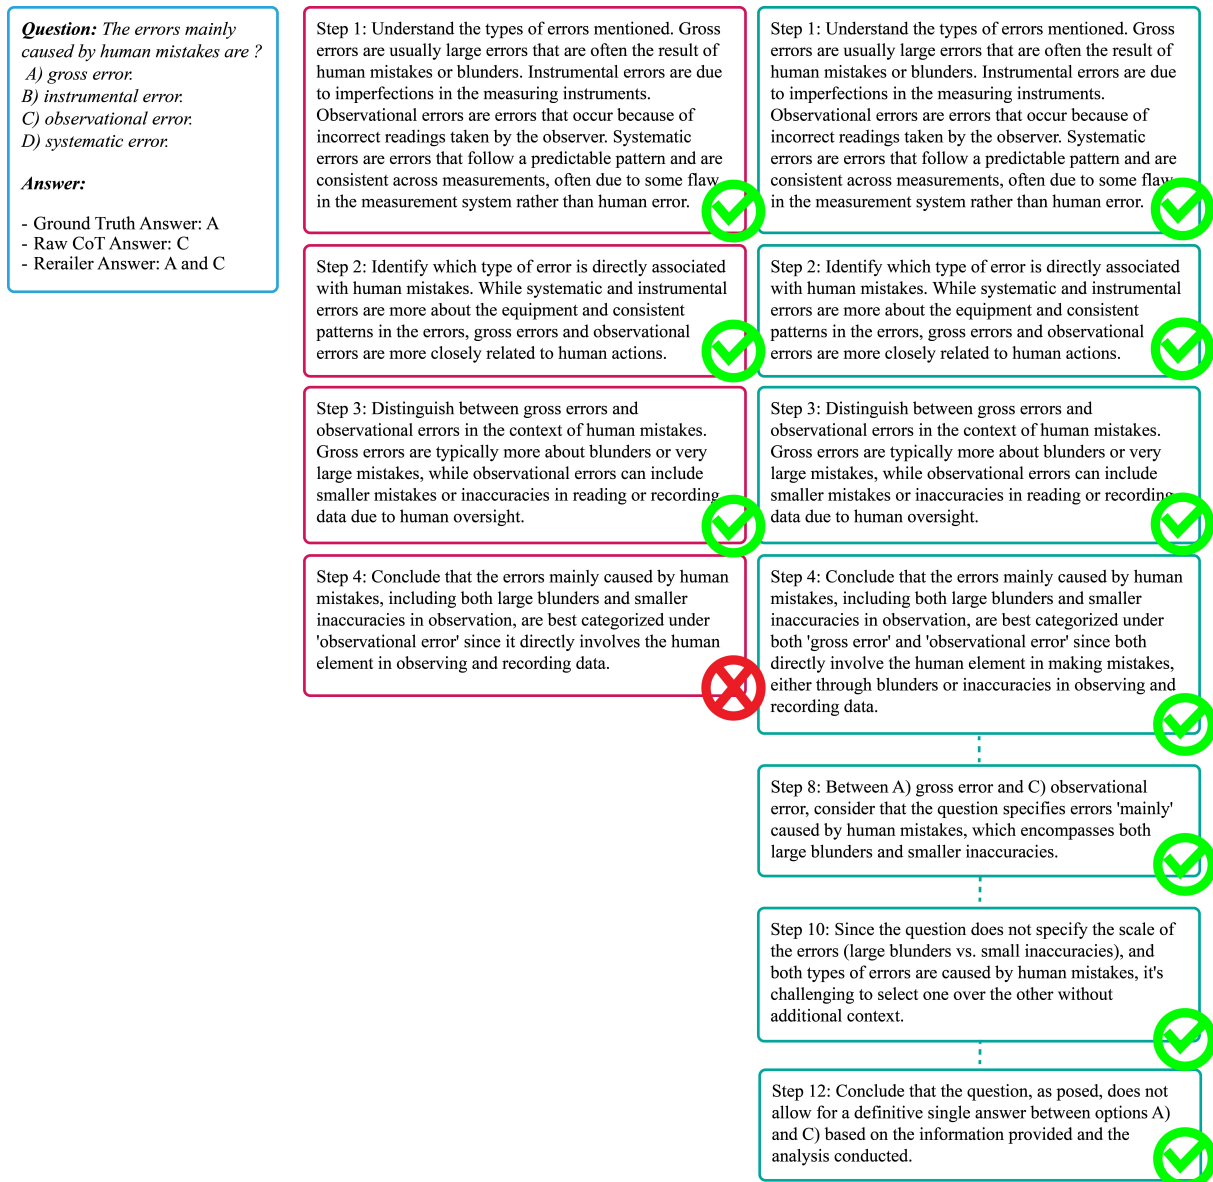 Question: The errors mainly
caused by human mistakes are ?
A) gross error.
B) instrumental error.
C) observational error.
D) systematic error.
Answer:
- Ground Truth Answer: A
- Raw CoT Answer: C
- Rerailer Answer: A and C
Step 1: Understand the types of errors mentioned. Gross
errors are usually large errors that are often the result of
human mistakes or blunders. Instrumental errors are due
to imperfections in the measuring instruments.
Observational errors are errors that occur because of
incorrect readings taken by the observer. Systematic
errors are errors that follow a predictable pattern and are
consistent across measurements, often due to some flaw
in the measurement system rather than human error.
Step 2: Identify which type of error is directly associated
with human mistakes. While systematic and instrumental
errors are more about the equipment and consistent
patterns in the errors, gross errors and observational
errors are more closely related to human actions.
Step 3: Distinguish between gross errors and
observational errors in the context of human mistakes.
Gross errors are typically more about blunders or very
large mistakes, while observational errors can include
smaller mistakes or inaccuracies in reading or recording
data due to human oversight.
Step 4: Conclude that the errors mainly caused by human
mistakes, including both large blunders and smaller
inaccuracies in observation, are best categorized under
'observational error' since it directly involves the human
element in observing and recording data.
Step 1: Understand the types of errors mentioned. Gross
errors are usually large errors that are often the result of
human mistakes or blunders. Instrumental errors are due
to imperfections in the measuring instruments.
Observational errors are errors that occur because of
incorrect readings taken by the observer. Systematic
errors are errors that follow a predictable pattern and are
consistent across measurements, often due to some flaw
in the measurement system rather than human error.
Step 2: Identify which type of error is directly associated
with human mistakes. While systematic and instrumental
errors are more about the equipment and consistent
patterns in the errors, gross errors and observational
errors are more closely related to human actions.
Step 3: Distinguish between gross errors and
observational errors in the context of human mistakes.
Gross errors are typically more about blunders or very
large mistakes, while observational errors can include
smaller mistakes or inaccuracies in reading or recording
data due to human oversight.
Step 4: Conclude that the errors mainly caused by human
mistakes, including both large blunders and smaller
inaccuracies in observation, are best categorized under
both 'gross error' and 'observational error' since both
directly involve the human element in making mistakes,
either through blunders or inaccuracies in observing and
recording data.
Step 8: Between A) gross error and C) observational
error, consider that the question specifies errors 'mainly'
caused by human mistakes, which encompasses both
large blunders and smaller inaccuracies.
Step 10: Since the question does not specify the scale of
the errors (large blunders vs. small inaccuracies), and
both types of errors are caused by human mistakes, it's
challenging to select one over the other without
additional context.
Step 12: Conclude that the question, as posed, does not
allow for a definitive single answer between options A)
and C) based on the information provided and the
analysis conducted.